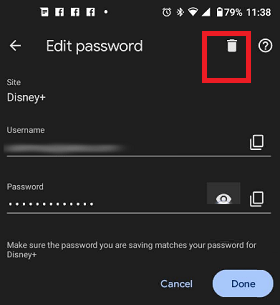 79% 11:38
Edit password
Site
Disney+
Username
Password
Make sure the password you are saving matches your password for
Disney+
Cancel Done